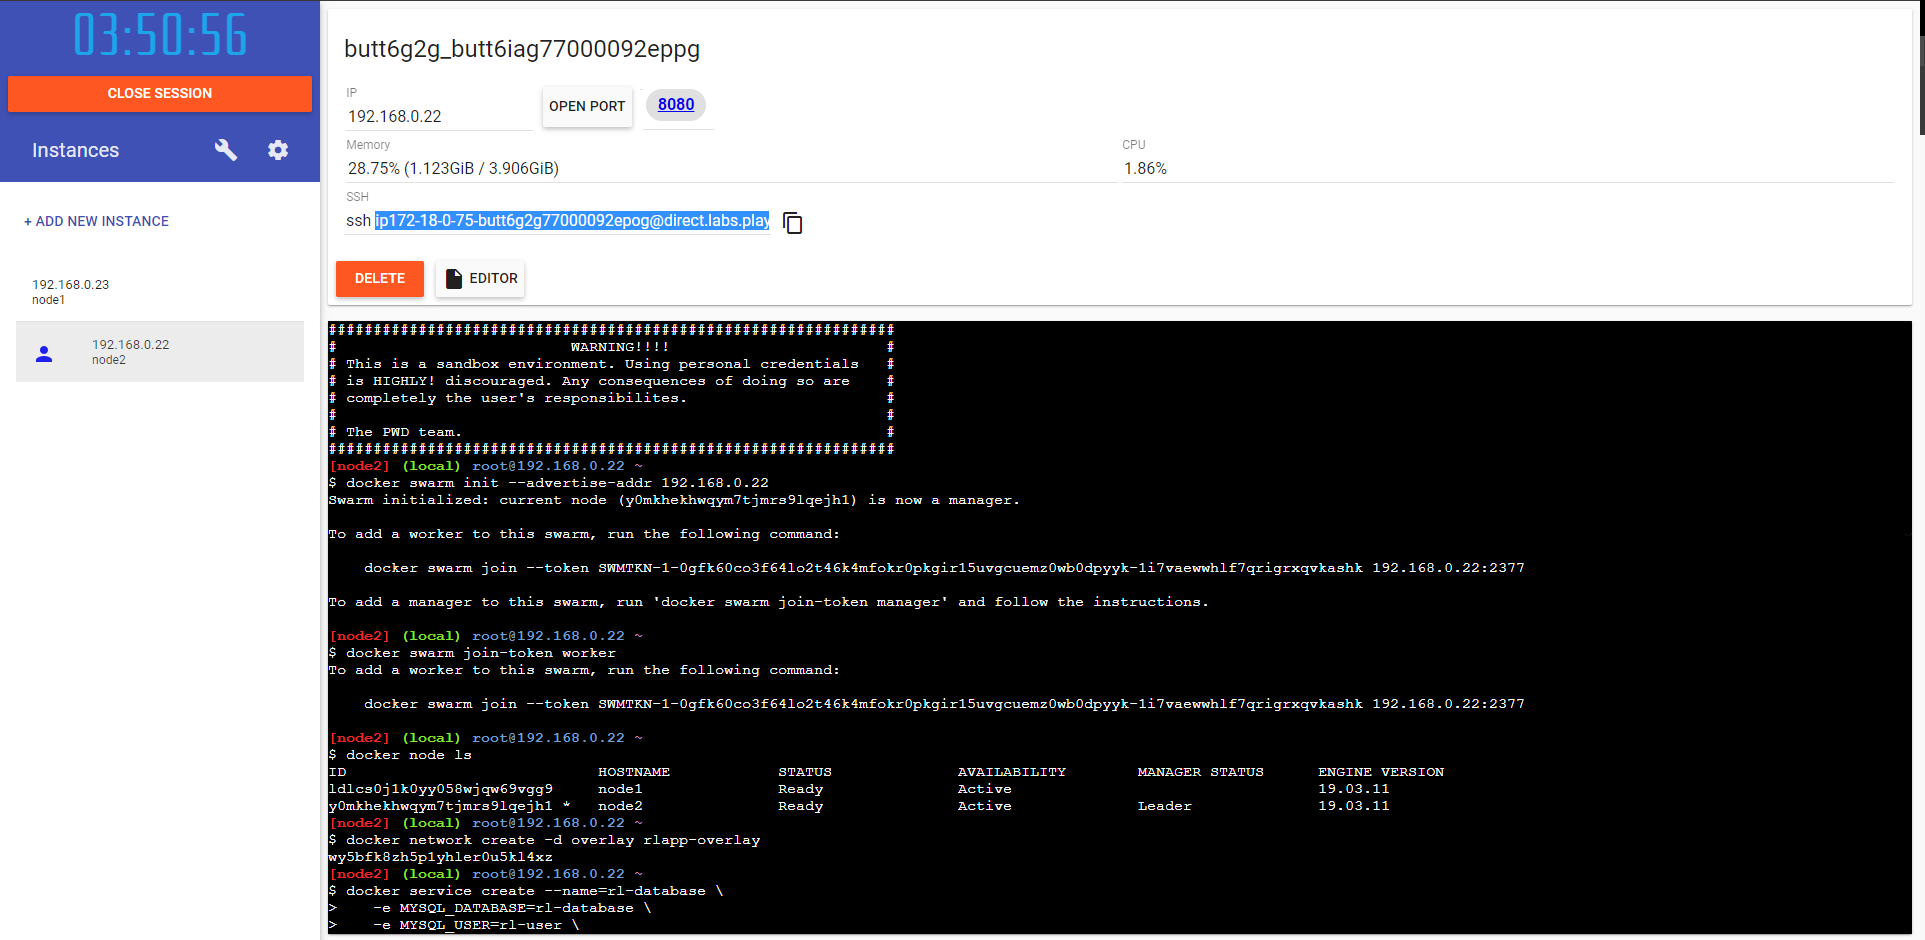 03:50:56
CLOSE SESSION
Instances
+ ADD NEW INSTANCE
192.168.0.23
node1
192.168.0.22
node2
butt6g2g_butt6iag77000092eppg
IP
192.168.0.22
OPEN PORT
8080
Memory
28.75% (1.123GiB / 3.906GiB)
CPU
1.86%
SSH
ssh ip172-18-0-75-butt6g2g77000092epog@direct.labs.play
DELETE
EDITOR
###############################################################
#                          WARNING!!!!                        #
# This is a sandbox environment. Using personal credentials   #
# is HIGHLY! discouraged. Any consequences of doing so are    #
# completely the user's responsibilites.                      #
#                                                             #
# The PWD team.                                               #
###############################################################
[node2] (local) root@192.168.0.22 ~
$ docker swarm init --advertise-addr 192.168.0.22
Swarm initialized: current node (y0mkhekhwqym7tjmrs9lqejh1) is now a manager.
To add a worker to this swarm, run the following command:
docker swarm join --token SWMTKN-1-0gfk60co3f64lo2t46k4mfokr0pkgir15uvgcuemz0wb0dpyyk-1i7vaewwhlf7qrigrxqvkashk 192.168.0.22:2377
To add a manager to this swarm, run 'docker swarm join-token manager' and follow the instructions.
[node2] (local) root@192.168.0.22 ~
$ docker swarm join-token worker
To add a worker to this swarm, run the following command:
docker swarm join --token SWMTKN-1-0gfk60co3f64lo2t46k4mfokr0pkgir15uvgcuemz0wb0dpyyk-1i7vaewwhlf7qrigrxqvkashk 192.168.0.22:2377
[node2] (local) root@192.168.0.22 ~
$ docker node ls
ID HOSTNAME STATUS AVAILABILITY MANAGER STATUS ENGINE VERSION
ldlcs0j1k0yy058wjqw69vgg9 node1 Ready Active 19.03.11
y0mkhekhwqym7tjmrs9lqejh1 * node2 Ready Active Leader 19.03.11
[node2] (local) root@192.168.0.22 ~
$ docker network create -d overlay rlapp-overlay
wy5bfk8zh5p1yhler0u5kl4xz
[node2] (local) root@192.168.0.22 ~
$ docker service create --name=rl-database \
>    -e MYSQL_DATABASE=rl-database \
>    -e MYSQL_USER=rl-user \